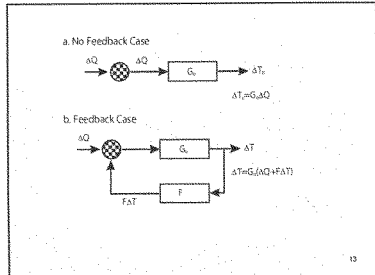 a. No Feedback Case
ΔQ ΔQ G₀ ΔT₀
ΔT₀=G₀ΔQ
b. Feedback Case
ΔQ G₀ ΔT
ΔT=G₀(ΔQ+FΔT)
FΔT F
13